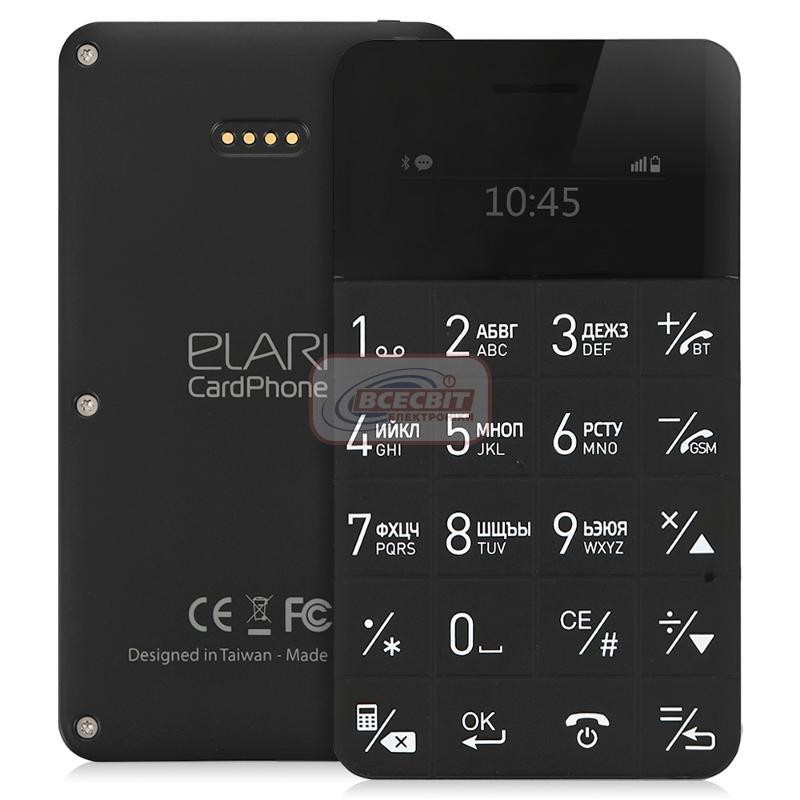 ELARI
CardPhone
CE FC
Designed in Taiwan - Made
10:45
1
2 АБВГ ABC
3 ДЕЖЗ DEF
+/ BT
ВСЕСВІТ
ЕЛЕКТРОНІКИ
4 ИЙКЛ GHI
5 МНОП JKL
6 РСТУ MNO
−/ GSM
7 ФХЦЧ PQRS
8 ШЩЪЫ TUV
9 ЬЭЮЯ WXYZ
×/▲
•/*
0
CE/#
÷/▼
OK
=/